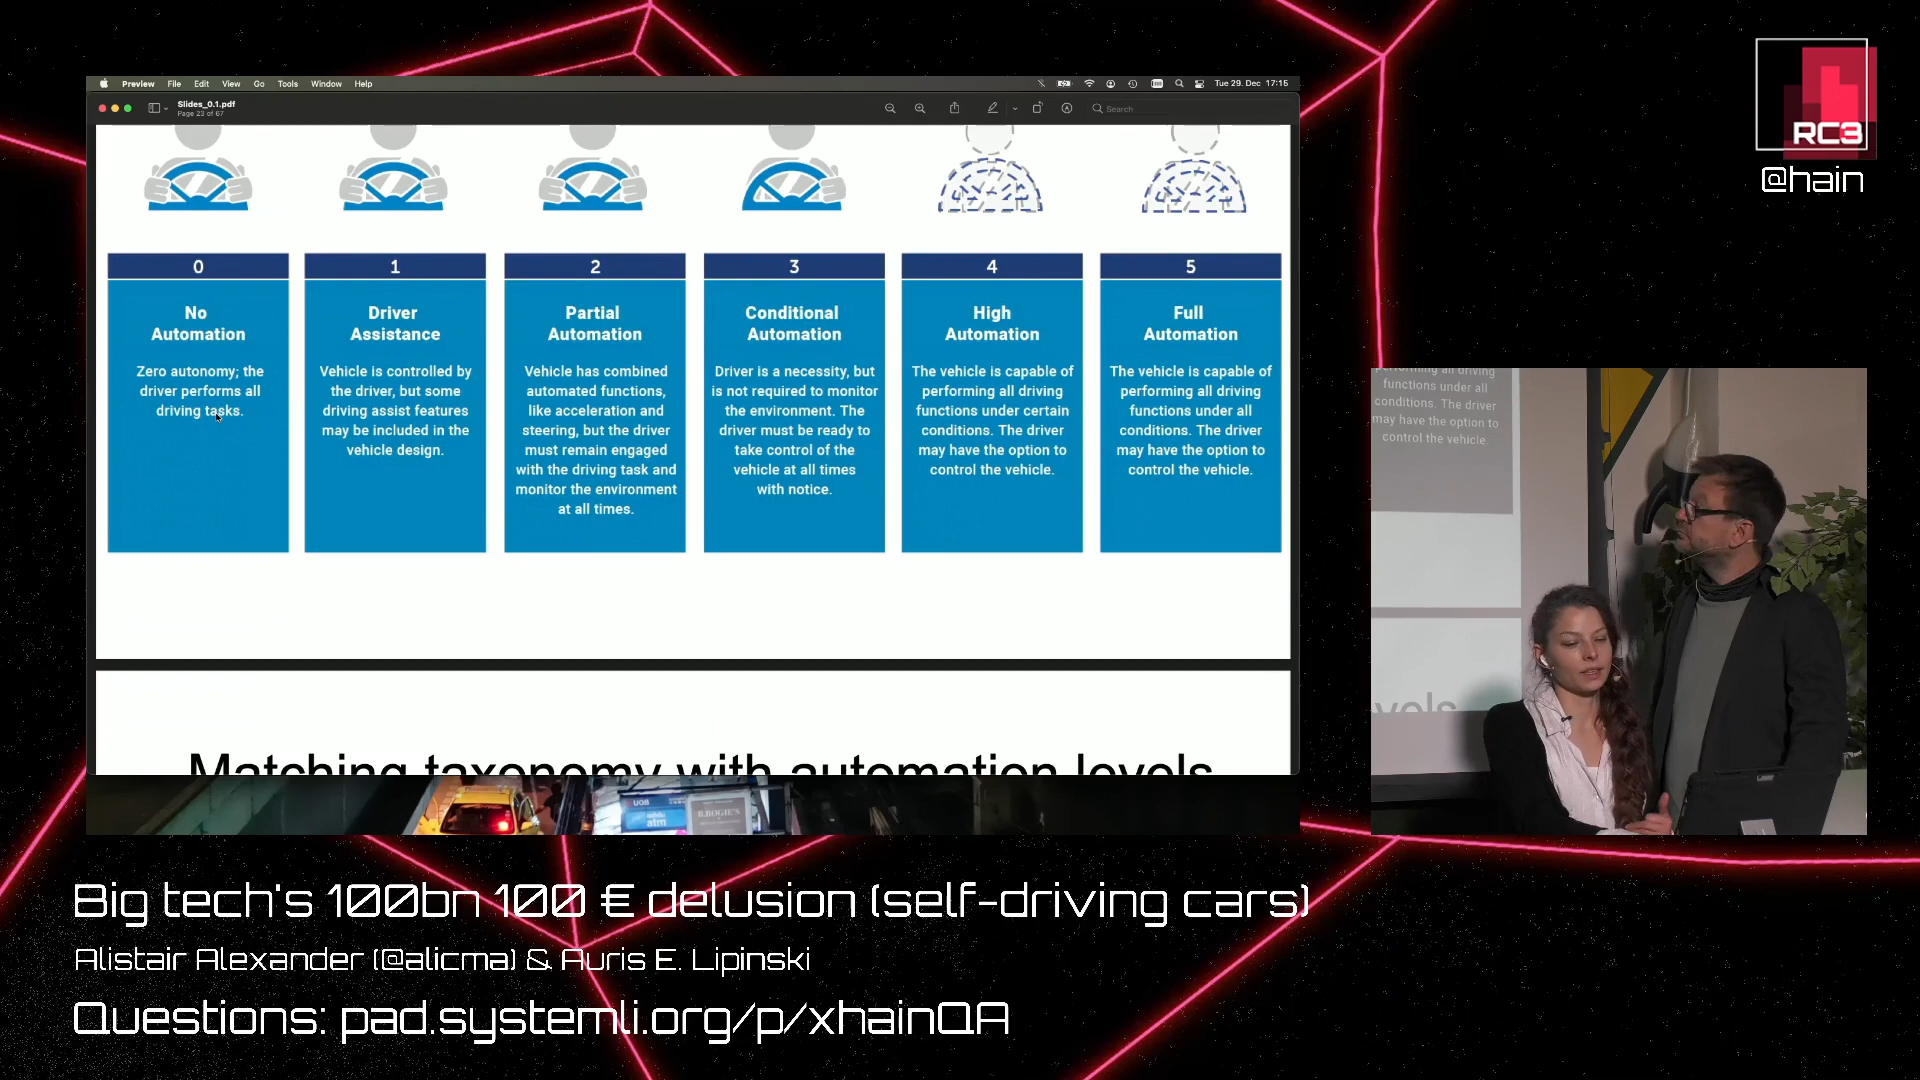 Preview File Edit View Go Tools Window Help
Tue 29. Dec 17:15
Slides_0.1.pdf
Page 23 of 67
Search
0
No
Automation
Zero autonomy; the
driver performs all
driving tasks.
1
Driver
Assistance
Vehicle is controlled by
the driver, but some
driving assist features
may be included in the
vehicle design.
2
Partial
Automation
Vehicle has combined
automated functions,
like acceleration and
steering, but the driver
must remain engaged
with the driving task and
monitor the environment
at all times.
3
Conditional
Automation
Driver is a necessity, but
is not required to monitor
the environment. The
driver must be ready to
take control of the
vehicle at all times
with notice.
4
High
Automation
The vehicle is capable of
performing all driving
functions under certain
conditions. The driver
may have the option to
control the vehicle.
5
Full
Automation
The vehicle is capable of
performing all driving
functions under all
conditions. The driver
may have the option to
control the vehicle.
Matching taxonomy with automation levels
UOB
atm
B.BOGIE'S
RC3
@hain
performing all driving
functions under all
conditions. The driver
may have the option to
control the vehicle.
vels
Big tech's 100bn 100 € delusion (self-driving cars)
Alistair Alexander (@alicma) & Auris E. Lipinski
Questions: pad.systemli.org/p/xhainQA